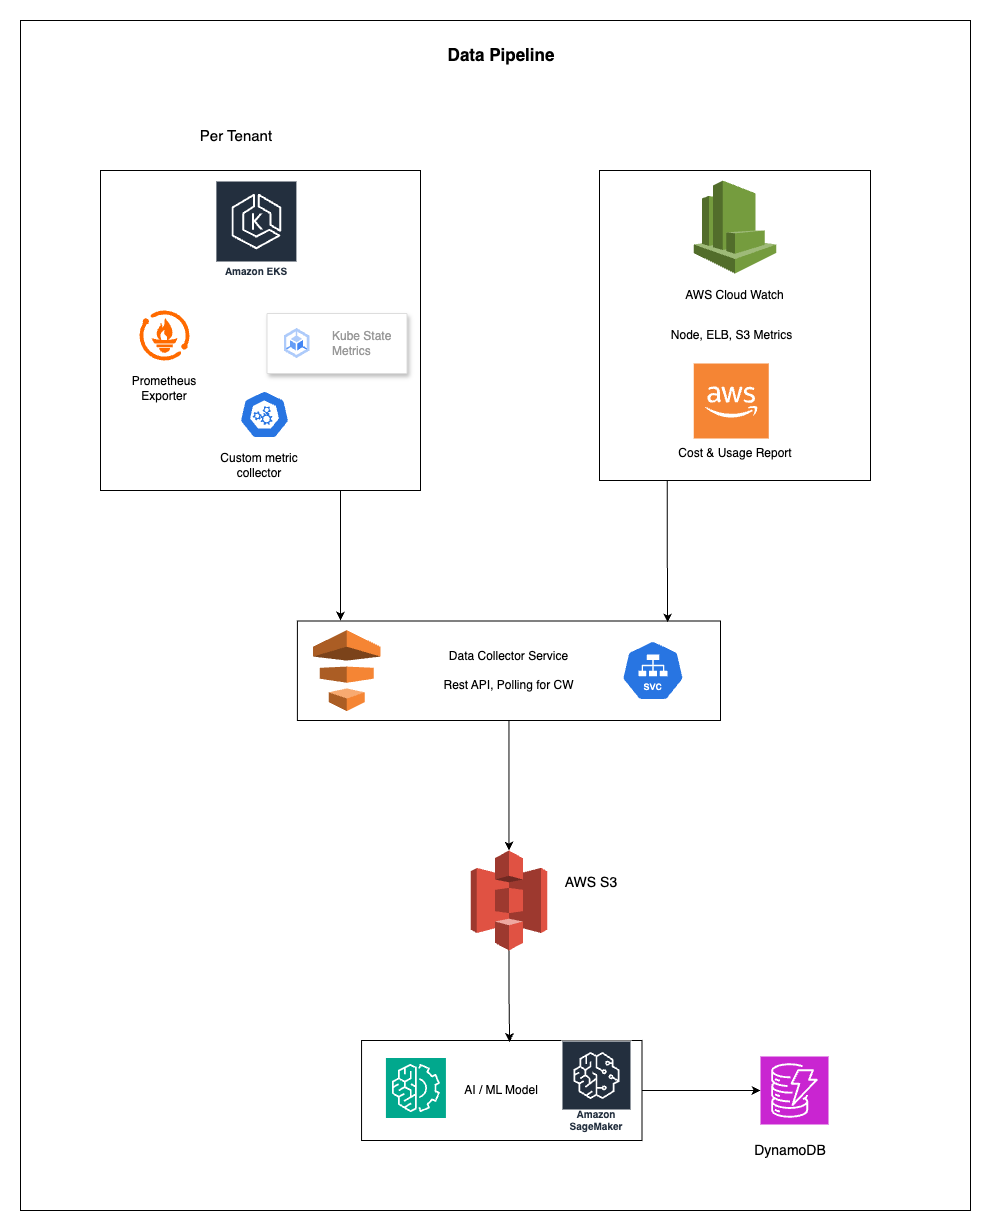 Data Pipeline
Per Tenant
K
Amazon EKS
Prometheus
Exporter
Kube State
Metrics
Custom metric
collector
AWS Cloud Watch
Node, ELB, S3 Metrics
aws
Cost & Usage Report
Data Collector Service
Rest API, Polling for CW
svc
AWS S3
AI / ML Model
Amazon
SageMaker
DynamoDB